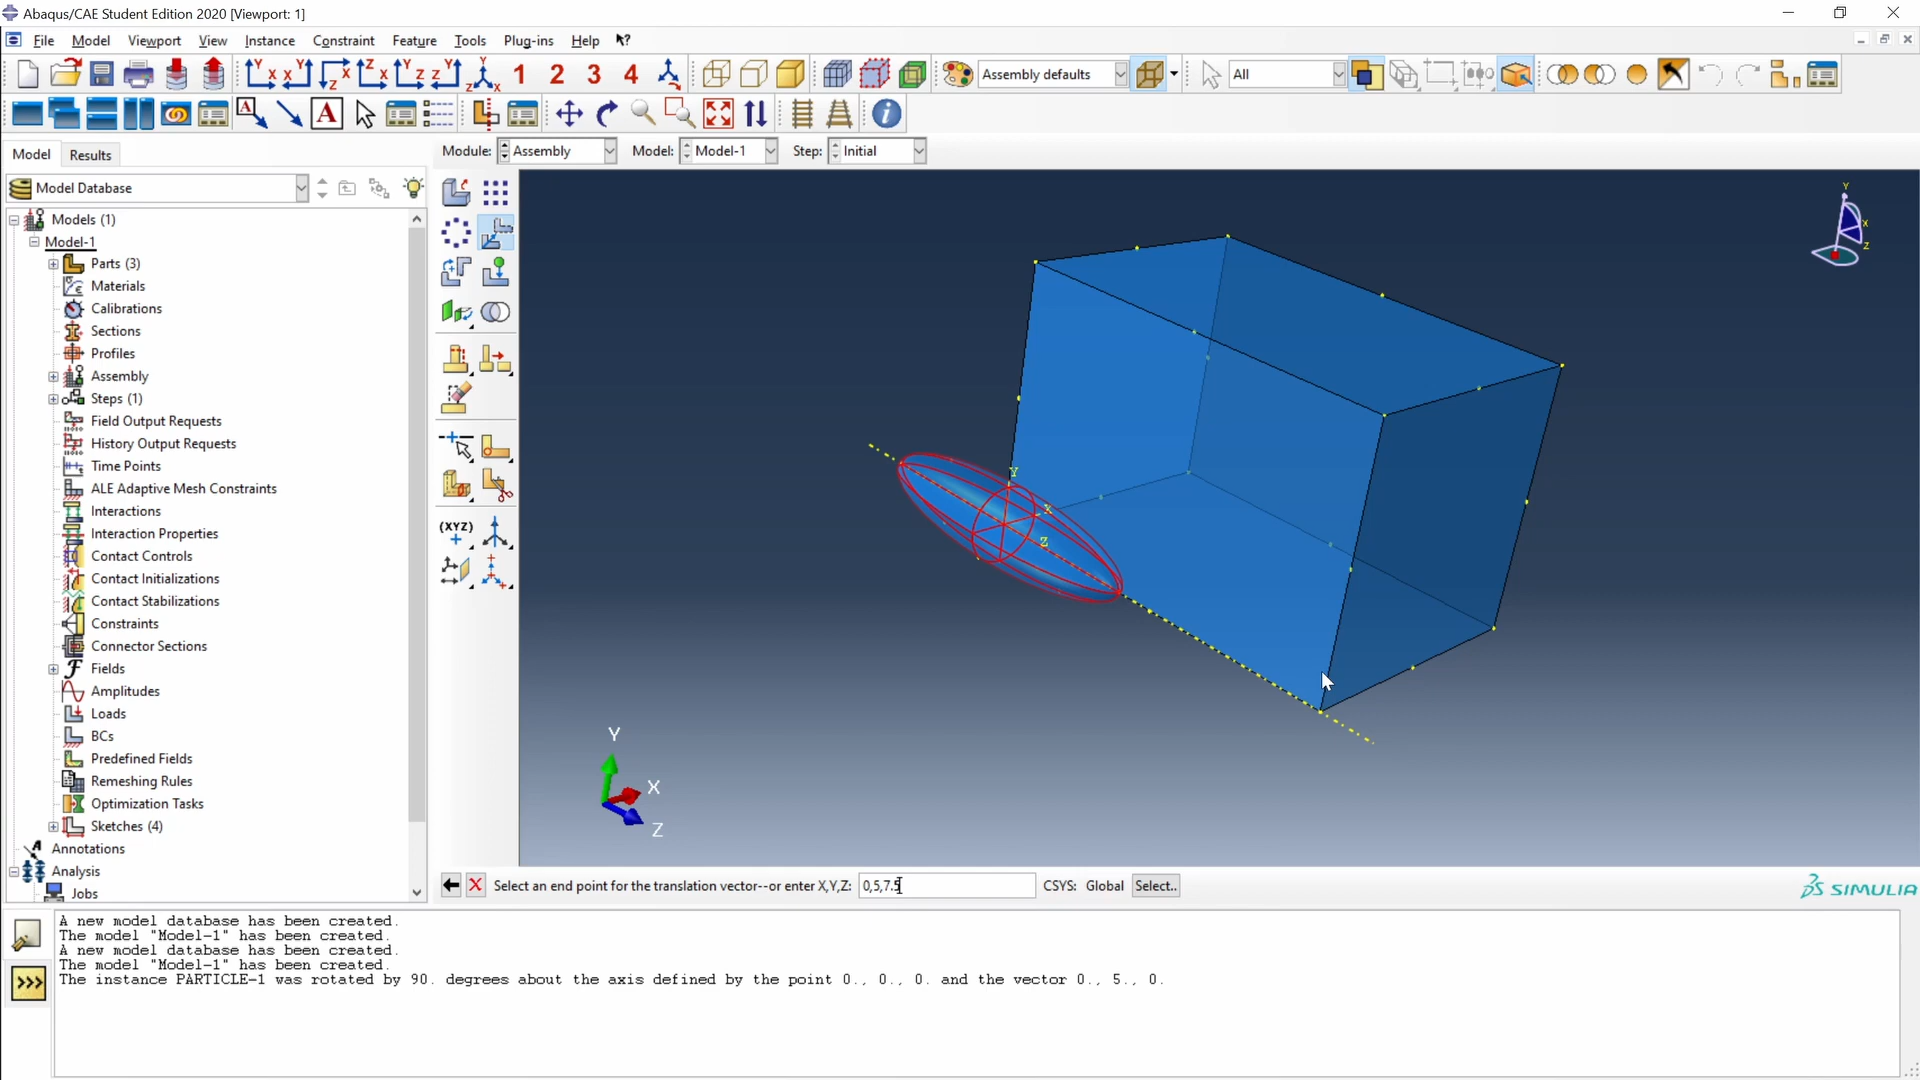 Abaqus/CAE Student Edition 2020 [Viewport: 1]
File Model Viewport View Instance Constraint Feature Tools Plug-ins Help
1 2 3 4 Assembly defaults All
Model Results
Module: Assembly Model: Model-1 Step: Initial
Model Database
Models (1)
Model-1
Parts (3)
Materials
Calibrations
Sections
Profiles
Assembly
Steps (1)
Field Output Requests
History Output Requests
Time Points
ALE Adaptive Mesh Constraints
Interactions
Interaction Properties
Contact Controls
Contact Initializations
Contact Stabilizations
Constraints
Connector Sections
Fields
Amplitudes
Loads
BCs
Predefined Fields
Remeshing Rules
Optimization Tasks
Sketches (4)
Annotations
Analysis
Jobs
(XYZ)
Y
X
Z
Y
X
Z
Y
X
Z
Select an end point for the translation vector--or enter X,Y,Z: 0,5,7.5 CSYS: Global Select..
SIMULIA
A new model database has been created.
The model "Model-1" has been created.
A new model database has been created.
The model "Model-1" has been created.
The instance PARTICLE-1 was rotated by 90. degrees about the axis defined by the point 0., 0., 0. and the vector 0., 5., 0.